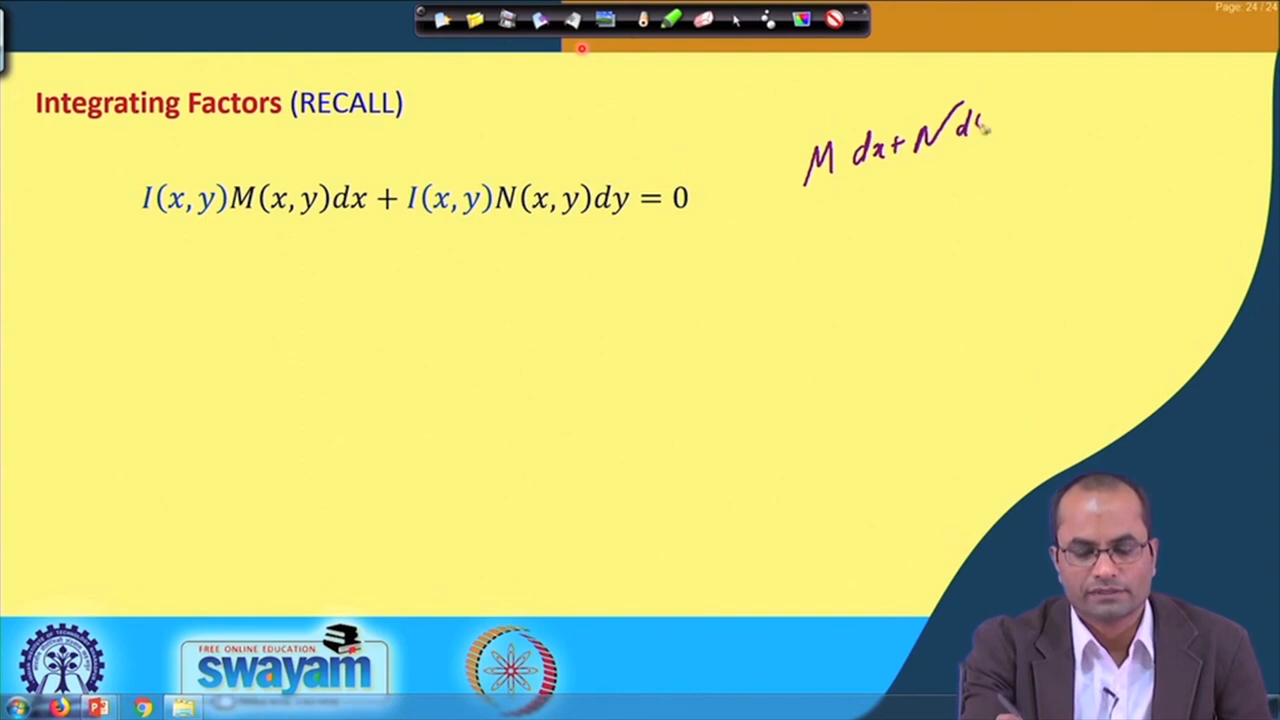 Page: 24 / 24
Integrating Factors (RECALL)
M dx + N d
I(x, y)M(x, y)dx + I(x, y)N(x, y)dy = 0
FREE ONLINE EDUCATION
swayam